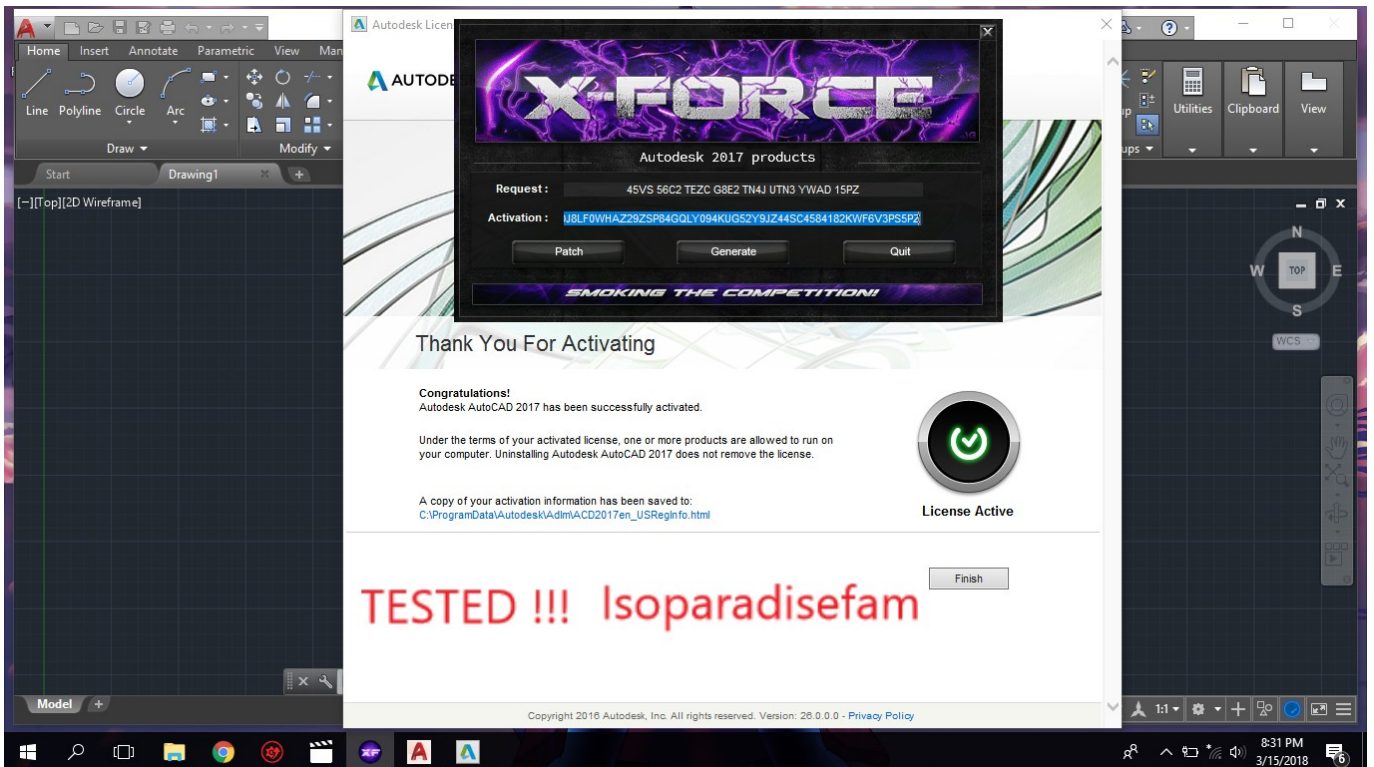 Home Insert Annotate Parametric View Man
Line Polyline Circle Arc
Draw Modify
Utilities Clipboard View
ups
Start Drawing1
[−][Top][2D Wireframe]
Autodesk Licen
AUTODE
X-FORCE
Autodesk 2017 products
Request : 45VS 56C2 TEZC G8E2 TN4J UTN3 YWAD 15PZ
Activation : U8LF0WHAZ29ZSP84GQLY094KUG52Y9JZ44SC4584182KWF6V3PS5PZ
Patch Generate Quit
SMOKING THE COMPETITION!
N
W TOP E
S
WCS
Thank You For Activating
Congratulations!
Autodesk AutoCAD 2017 has been successfully activated.
Under the terms of your activated license, one or more products are allowed to run on
your computer. Uninstalling Autodesk AutoCAD 2017 does not remove the license.
A copy of your activation information has been saved to:
C:\ProgramData\Autodesk\Adlm\ACD2017en_USRegInfo.html
License Active
Finish
TESTED !!! Isoparadisefam
Copyright 2016 Autodesk, Inc. All rights reserved. Version: 26.0.0.0 - Privacy Policy
Model
1:1
8:31 PM
3/15/2018